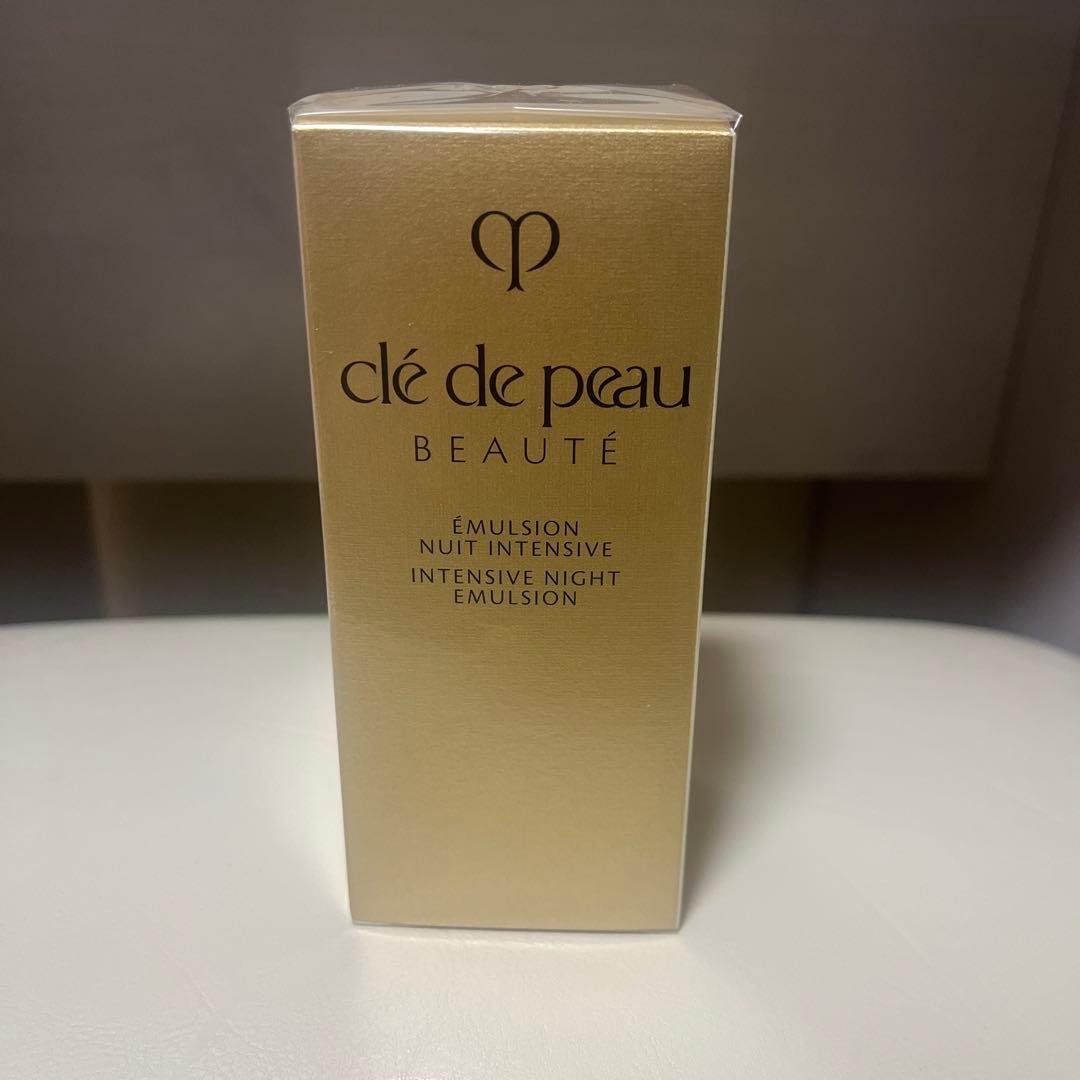 clé de peau
BEAUTÉ
ÉMULSION
NUIT INTENSIVE
INTENSIVE NIGHT
EMULSION